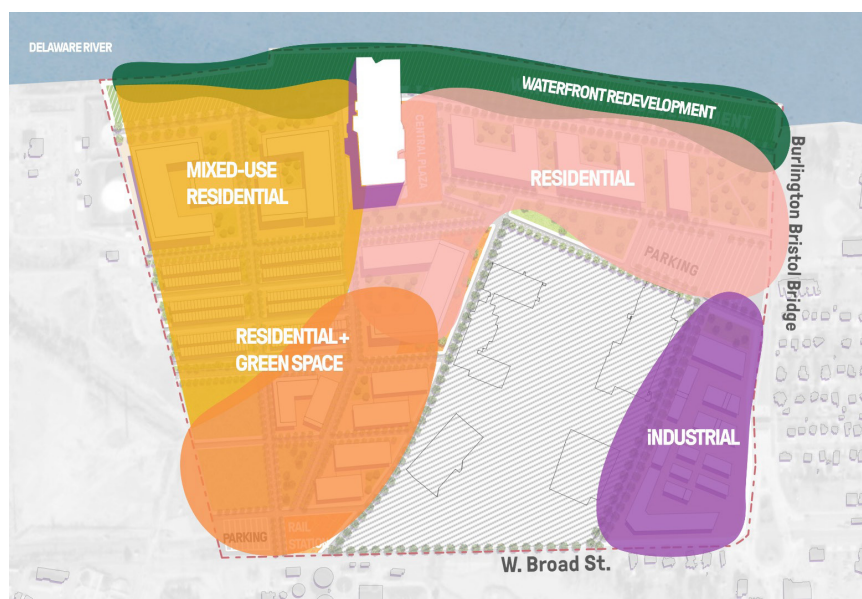 DELAWARE RIVER
WATERFRONT REDEVELOPMENT
MIXED-USE
RESIDENTIAL
CENTRAL PLAZA
RESIDENTIAL
Burlington Bristol Bridge
PARKING
RESIDENTIAL +
GREEN SPACE
iNDUSTRIAL
PARKING
RAIL
W. Broad St.